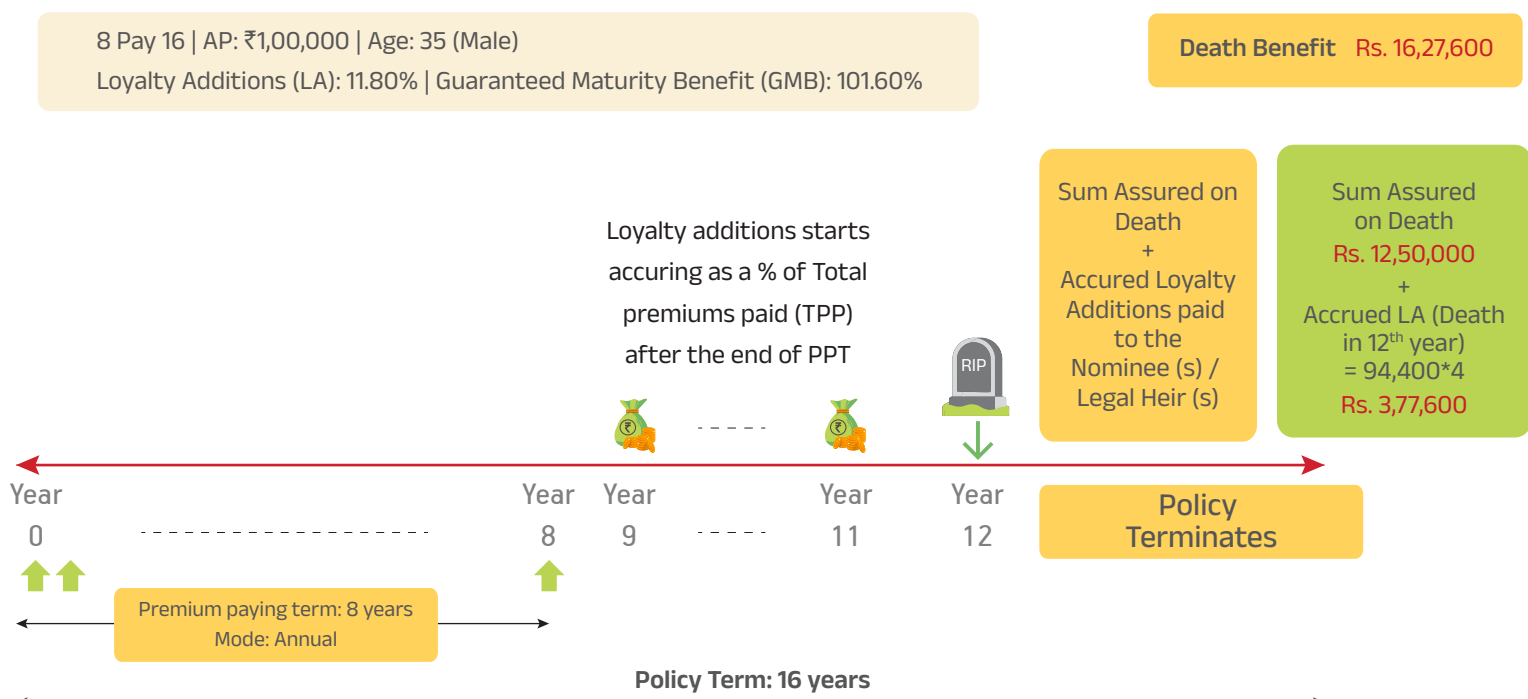 8 Pay 16 | AP: ₹1,00,000 | Age: 35 (Male)
Loyalty Additions (LA): 11.80% | Guaranteed Maturity Benefit (GMB): 101.60%
Death Benefit Rs. 16,27,600
Loyalty additions starts
accuring as a % of Total
premiums paid (TPP)
after the end of PPT
Sum Assured on
Death
+
Accured Loyalty
Additions paid
to the
Nominee (s) /
Legal Heir (s)
Sum Assured
on Death
Rs. 12,50,000
+
Accrued LA (Death
in 12th year)
= 94,400*4
Rs. 3,77,600
₹
₹
RIP
Year
0
Year
8
Year
9
Year
11
Year
12
Policy
Terminates
Premium paying term: 8 years
Mode: Annual
Policy Term: 16 years